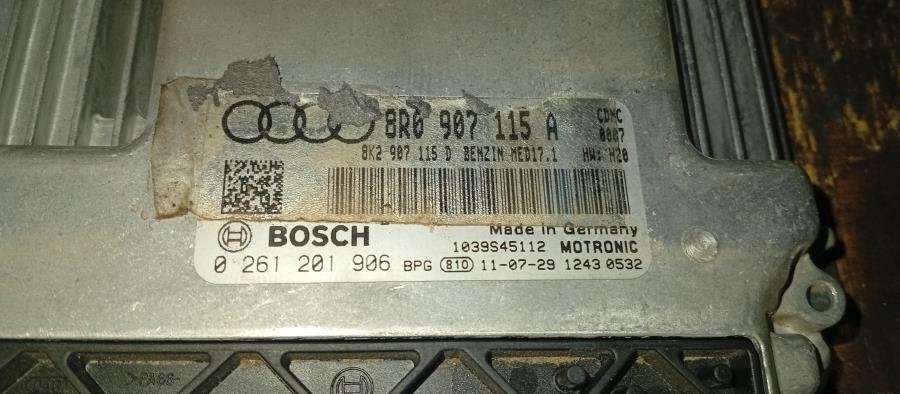 8R0 907 115 A CDMC
8K2 907 115 D BENZIN MED17.1 0007
HW: H20
BOSCH Made in Germany
1039S45112 MOTRONIC
0 261 201 906 BPG 810 11-07-29 1243 0532
>PA66-